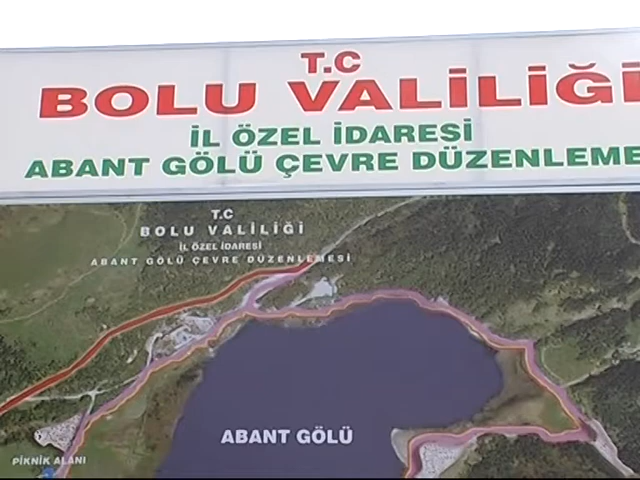 T.C
BOLU VALİLİĞİ
İL ÖZEL İDARESİ
ABANT GÖLÜ ÇEVRE DÜZENLEME
T.C
BOLU VALİLİĞİ
İL ÖZEL İDARESİ
ABANT GÖLÜ ÇEVRE DÜZENLEMESİ
ABANT GÖLÜ
PİKNİK ALANI